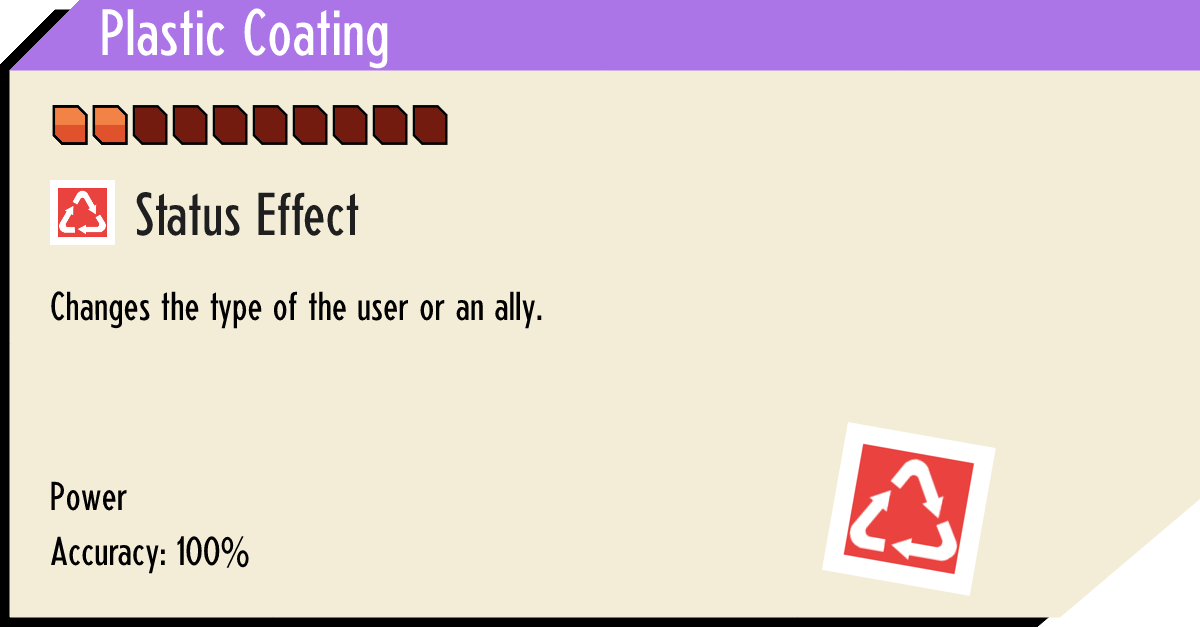 Plastic Coating
Status Effect
Changes the type of the user or an ally.
Power
Accuracy: 100%